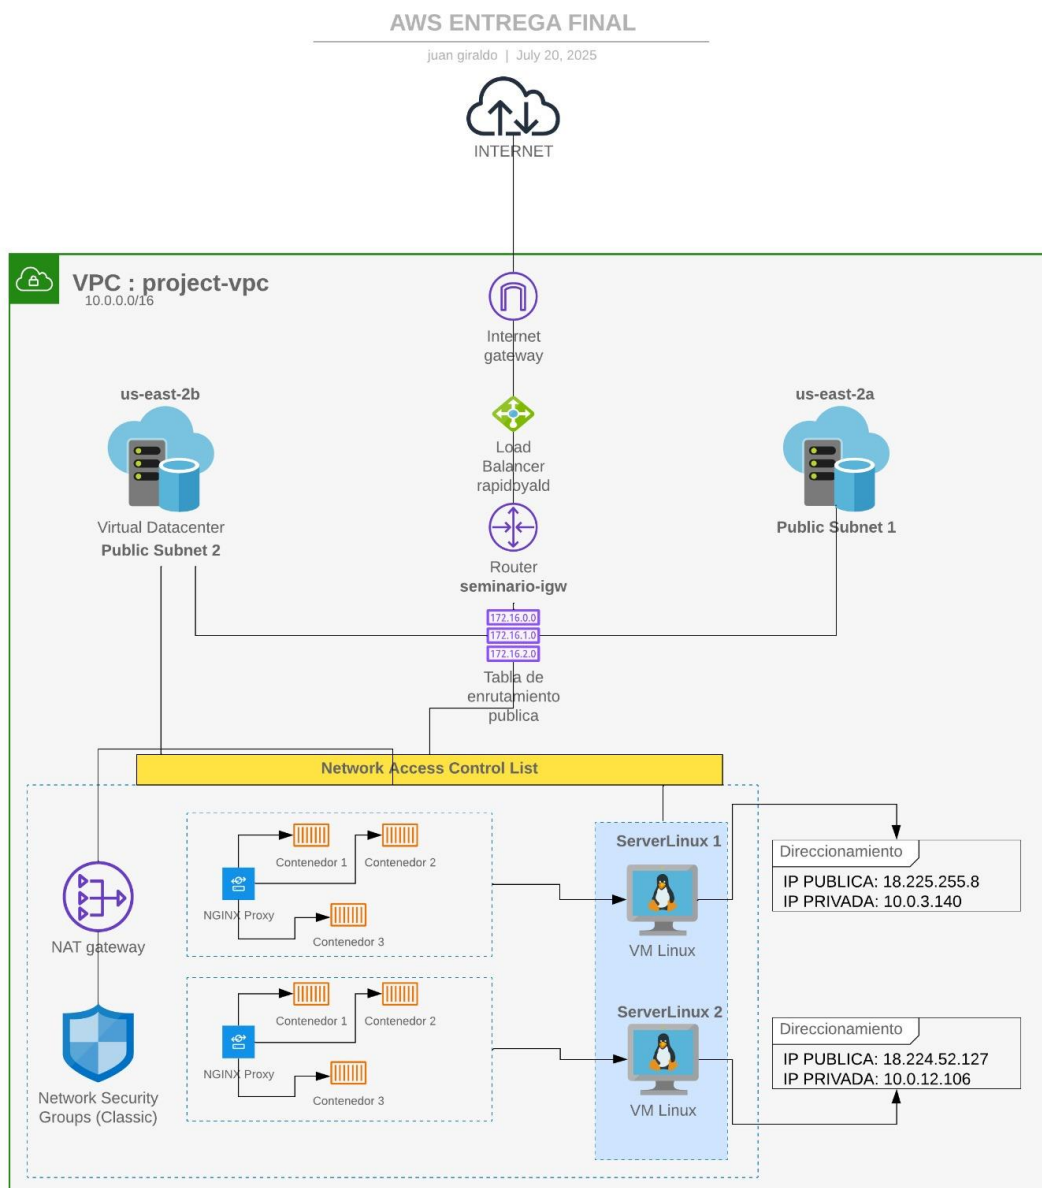 AWS ENTREGA FINAL
juan giraldo | July 20, 2025
INTERNET
VPC : project-vpc
10.0.0.0/16
Internet
gateway
us-east-2b
us-east-2a
Load
Balancer
rapidoyald
Virtual Datacenter
Public Subnet 2
Public Subnet 1
Router
seminario-igw
172.16.0.0
172.16.1.0
172.16.2.0
Tabla de
enrutamiento
publica
Network Access Control List
NAT gateway
Network Security
Groups (Classic)
Contenedor 1
Contenedor 2
NGINX Proxy
Contenedor 3
Contenedor 1
Contenedor 2
NGINX Proxy
Contenedor 3
ServerLinux 1
VM Linux
ServerLinux 2
VM Linux
Direccionamiento
IP PUBLICA: 18.225.255.8
IP PRIVADA: 10.0.3.140
Direccionamiento
IP PUBLICA: 18.224.52.127
IP PRIVADA: 10.0.12.106